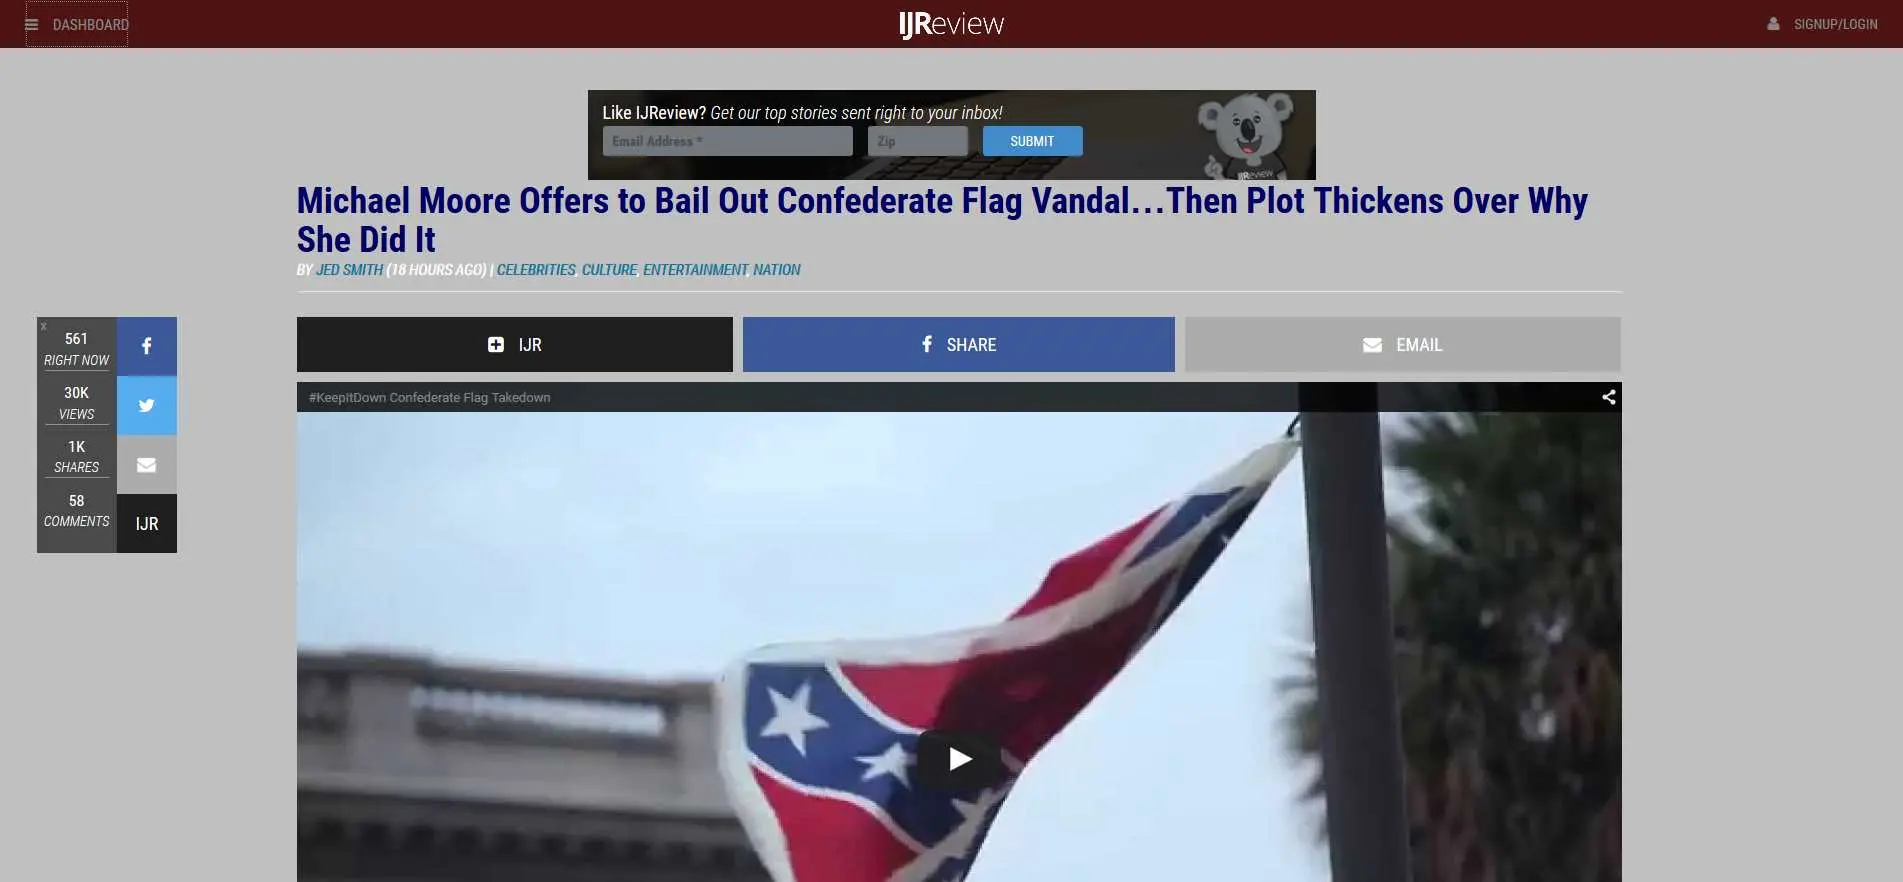 DASHBOARD
IJReview
SIGNUP/LOGIN
Like IJReview? Get our top stories sent right to your inbox!
Email Address *
Zip
SUBMIT
IJReview
Michael Moore Offers to Bail Out Confederate Flag Vandal...Then Plot Thickens Over Why
She Did It
BY JED SMITH (18 HOURS AGO) | CELEBRITIES, CULTURE, ENTERTAINMENT, NATION
x
561
RIGHT NOW
30K
VIEWS
1K
SHARES
58
COMMENTS
IJR
IJR
SHARE
EMAIL
#KeepItDown Confederate Flag Takedown